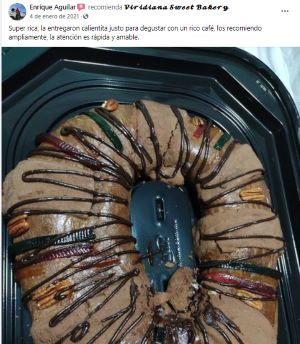 Enrique Aguilar recomienda Viridiana Sweet Bakery.
4 de enero de 2021 ·
Super rica, la entregaron calientita justo para degustar con un rico café, los recomiendo
ampliamente, la atención es rápida y amable.